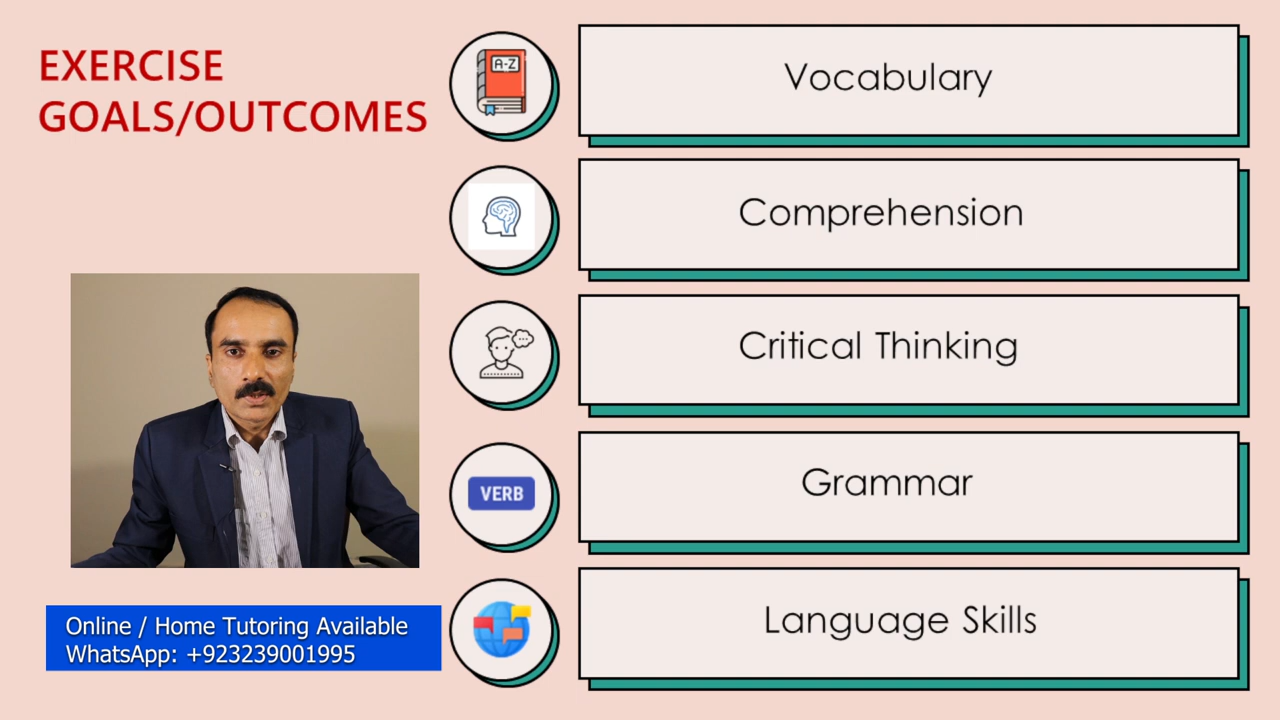 EXERCISE
GOALS/OUTCOMES
A-Z
Vocabulary
Comprehension
Critical Thinking
VERB
Grammar
Language Skills
Online / Home Tutoring Available
WhatsApp: +923239001995